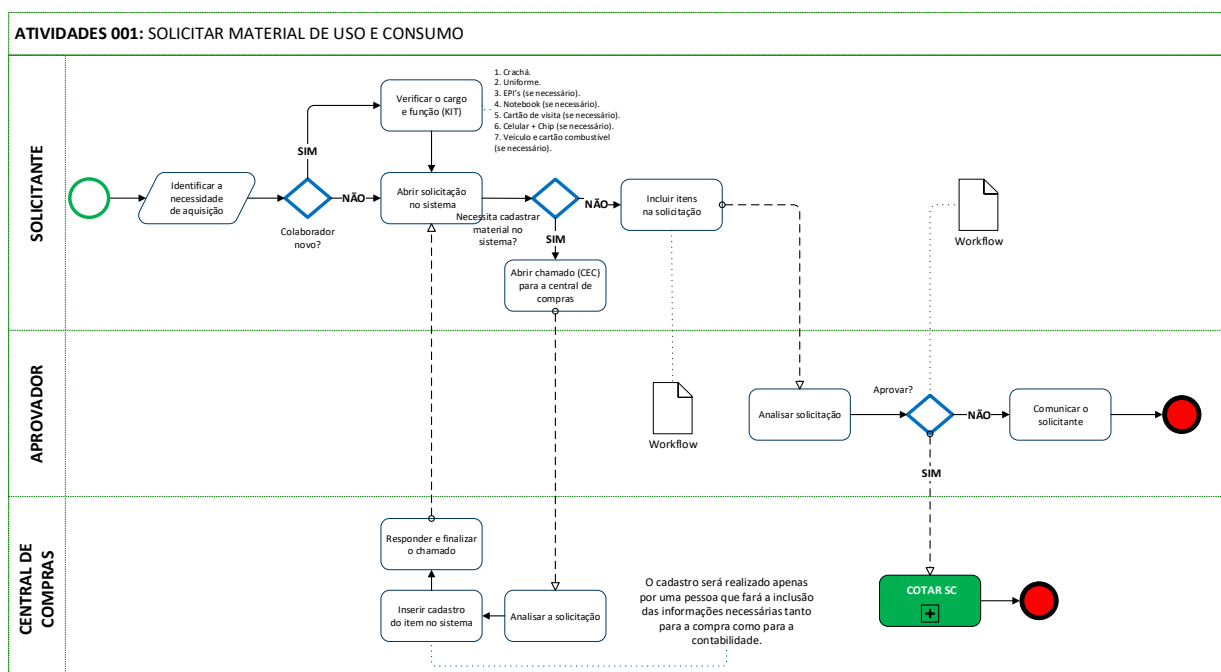 ATIVIDADES 001: SOLICITAR MATERIAL DE USO E CONSUMO
SOLICITANTE
Identificar a
necessidade
de aquisição
Colaborador
novo?
SIM
NÃO
Verificar o cargo
e função (KIT)
1. Crachá.
2. Uniforme.
3. EPI's (se necessário).
4. Notebook (se necessário).
5. Cartão de visita (se necessário).
6. Celular + Chip (se necessário).
7. Veículo e cartão combustível
(se necessário).
Abrir solicitação
no sistema
Necessita cadastrar
material no
sistema?
NÃO
SIM
Incluir itens
na solicitação
Abrir chamado (CEC)
para a central de
compras
Workflow
APROVADOR
Workflow
Analisar solicitação
Aprovar?
NÃO
SIM
Comunicar o
solicitante
CENTRAL DE
COMPRAS
Responder e finalizar
o chamado
Inserir cadastro
do item no sistema
Analisar a solicitação
O cadastro será realizado apenas
por uma pessoa que fará a inclusão
das informações necessárias tanto
para a compra como para a
contabilidade.
COTAR SC